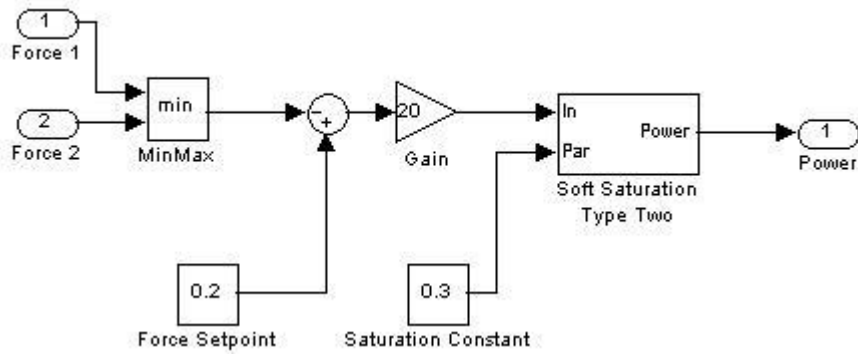 1
Force 1
2
Force 2
min
MinMax
-
+
20
Gain
In
Par
Power
Soft Saturation
Type Two
1
Power
0.2
Force Setpoint
0.3
Saturation Constant